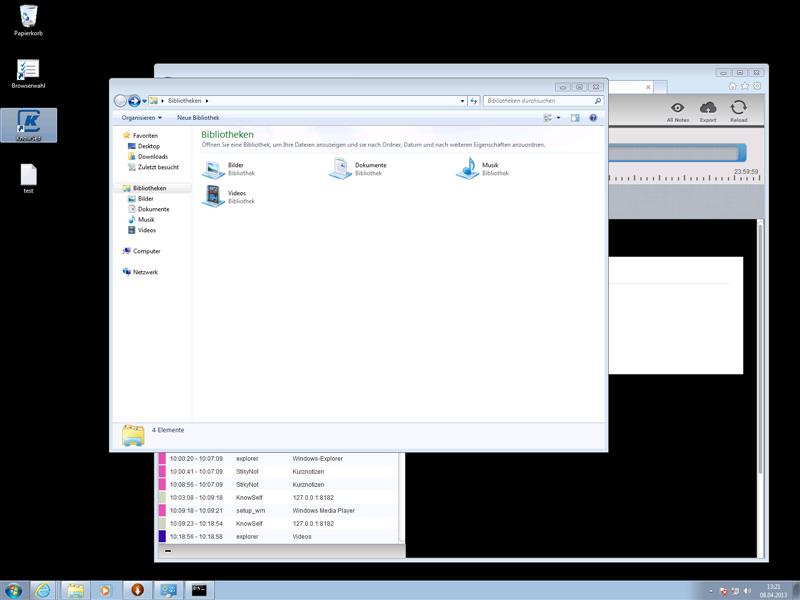 Papierkorb
Browserwahl
KnowSelf
test
Bibliotheken
Bibliotheken durchsuchen
Organisieren
Neue Bibliothek
Favoriten
Desktop
Downloads
Zuletzt besucht
Bibliotheken
Bilder
Dokumente
Musik
Videos
Computer
Netzwerk
Bibliotheken
Öffnen Sie eine Bibliothek, um Ihre Dateien anzuzeigen und sie nach Ordner, Datum und nach weiteren Eigenschaften anzuordnen.
Bilder
Bibliothek
Dokumente
Bibliothek
Musik
Bibliothek
Videos
Bibliothek
4 Elemente
All Notes Export Reload
23:59:59
10:00:20 - 10:07:09 explorer Windows-Explorer
10:00:41 - 10:07:09 StikyNot Kurznotizen
10:08:56 - 10:07:09 StikyNot Kurznotizen
10:03:08 - 10:09:18 KnowSelf 127.0.0.1:8182
10:09:18 - 10:09:21 setup_wm Windows Media Player
10:09:23 - 10:18:54 KnowSelf 127.0.0.1:8182
10:18:56 - 10:18:58 explorer Videos
13:21
08.04.2013